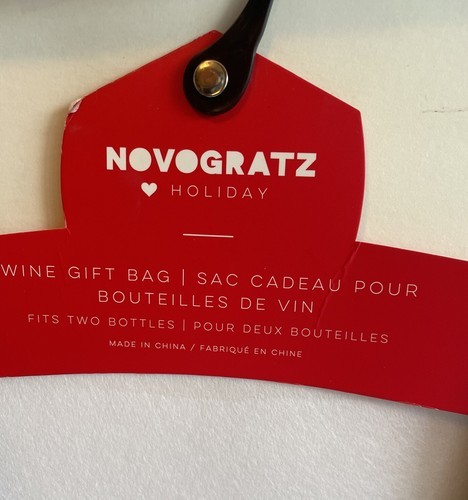 NOVOGRATZ
♥ HOLIDAY
WINE GIFT BAG | SAC CADEAU POUR
BOUTEILLES DE VIN
FITS TWO BOTTLES | POUR DEUX BOUTEILLES
MADE IN CHINA / FABRIQUÉ EN CHINE